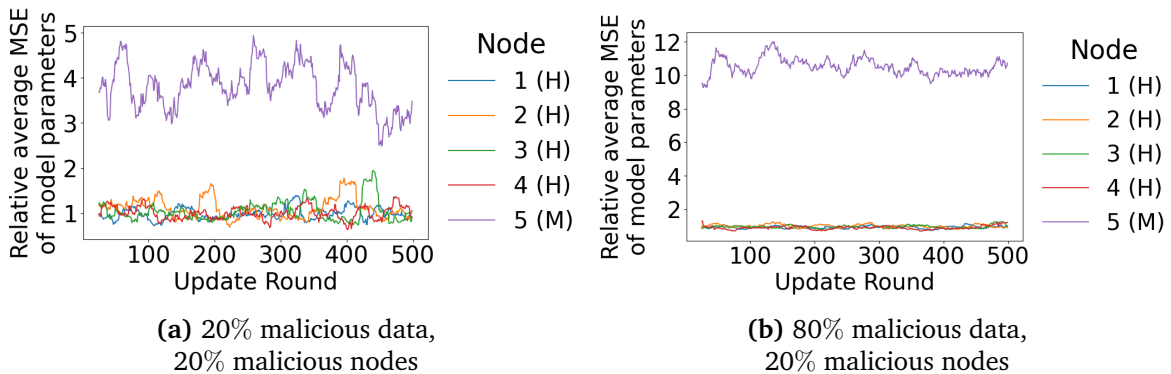 Relative average MSE
of model parameters
5
4
3
2
1
100
200
300
400
500
Update Round
Node
1 (H)
2 (H)
3 (H)
4 (H)
5 (M)
(a) 20% malicious data,
20% malicious nodes
Relative average MSE
of model parameters
12
10
8
6
4
2
100
200
300
400
500
Update Round
Node
1 (H)
2 (H)
3 (H)
4 (H)
5 (M)
(b) 80% malicious data,
20% malicious nodes